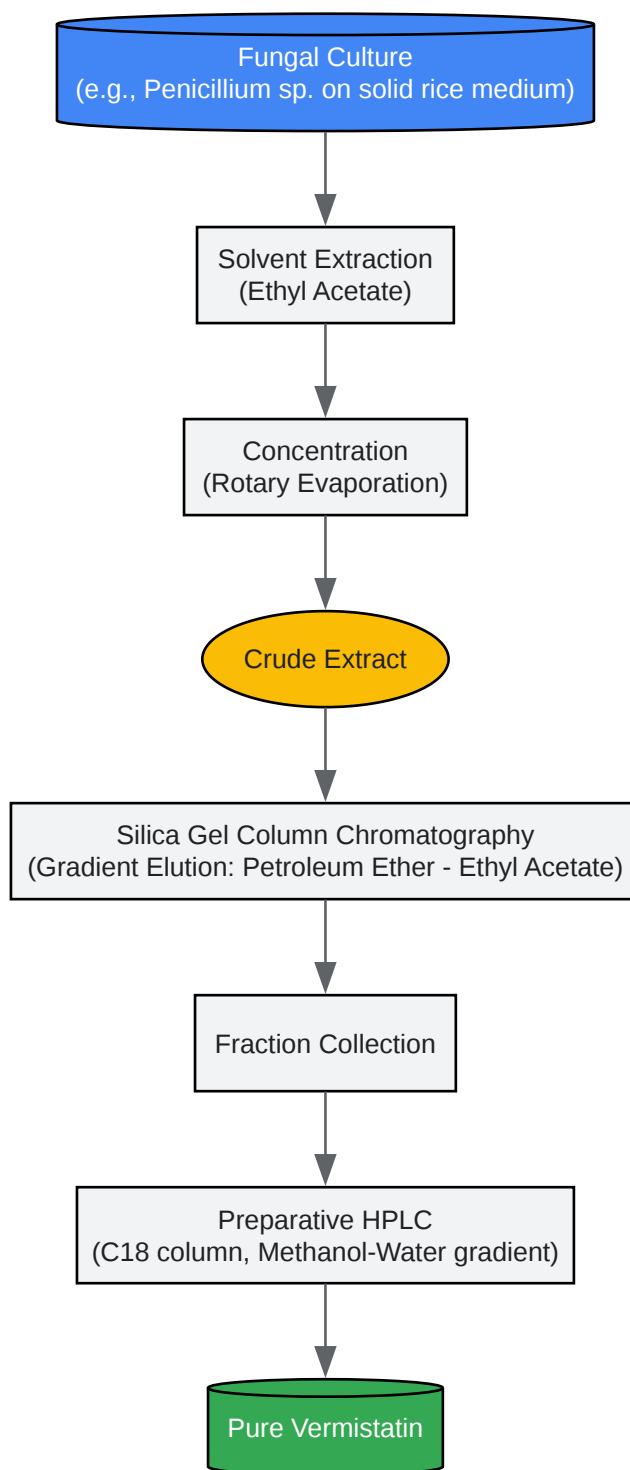 Fungal Culture
(e.g., Penicillium sp. on solid rice medium)
Solvent Extraction
(Ethyl Acetate)
Concentration
(Rotary Evaporation)
Crude Extract
Silica Gel Column Chromatography
(Gradient Elution: Petroleum Ether - Ethyl Acetate)
Fraction Collection
Preparative HPLC
(C18 column, Methanol-Water gradient)
Pure Vermistatin